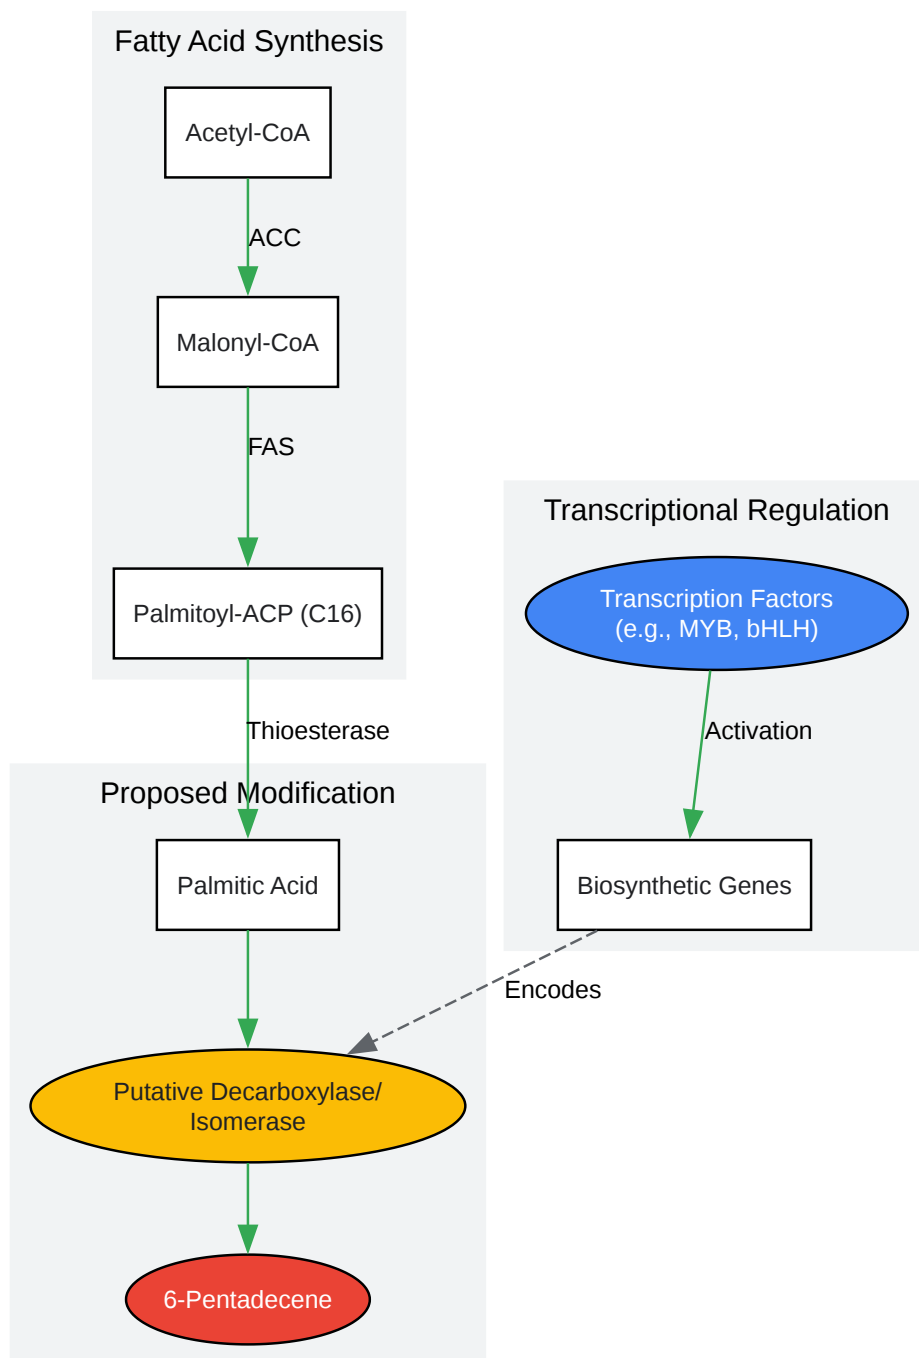 Fatty Acid Synthesis
Acetyl-CoA
ACC
Malonyl-CoA
FAS
Palmitoyl-ACP (C16)
Thioesterase
Transcriptional Regulation
Transcription Factors
(e.g., MYB, bHLH)
Activation
Biosynthetic Genes
Encodes
Proposed Modification
Palmitic Acid
Putative Decarboxylase/
Isomerase
6-Pentadecene